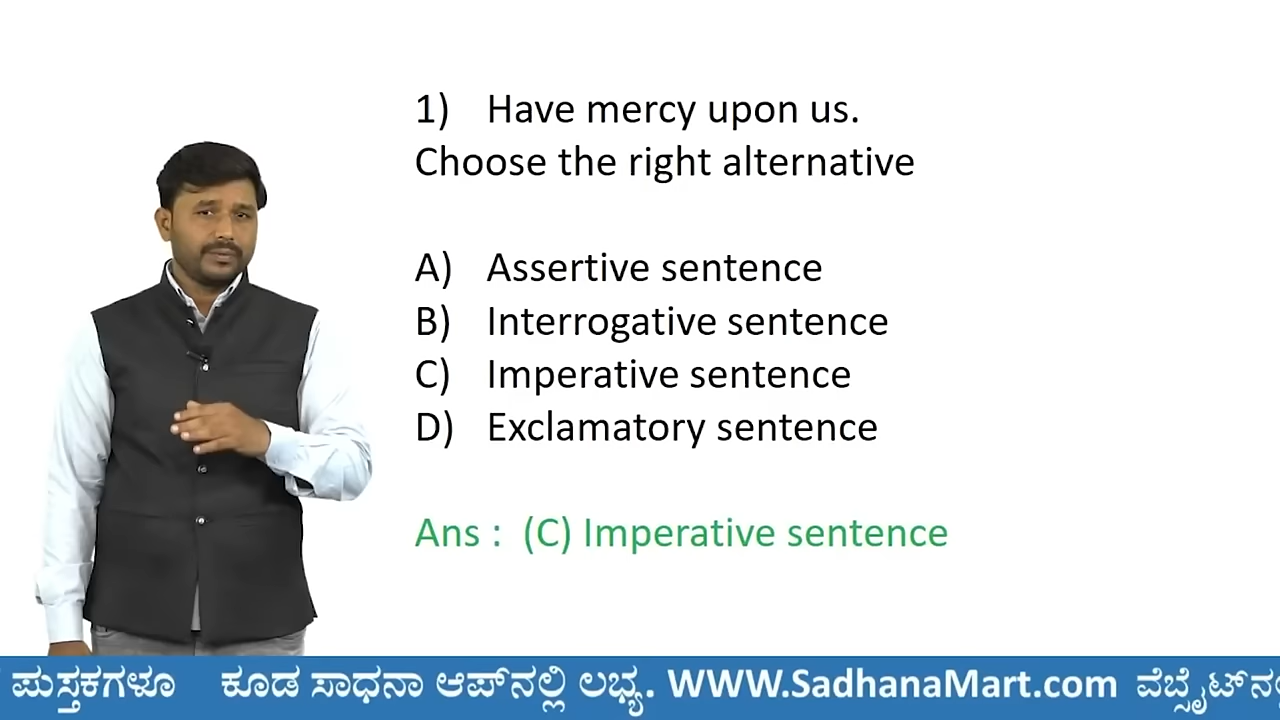 1) Have mercy upon us.
Choose the right alternative
A) Assertive sentence
B) Interrogative sentence
C) Imperative sentence
D) Exclamatory sentence
Ans : (C) Imperative sentence
ಪುಸ್ತಕಗಳೂ ಕೂಡ ಸಾಧನಾ ಆಪ್‌ನಲ್ಲಿ ಲಭ್ಯ. WWW.SadhanaMart.com